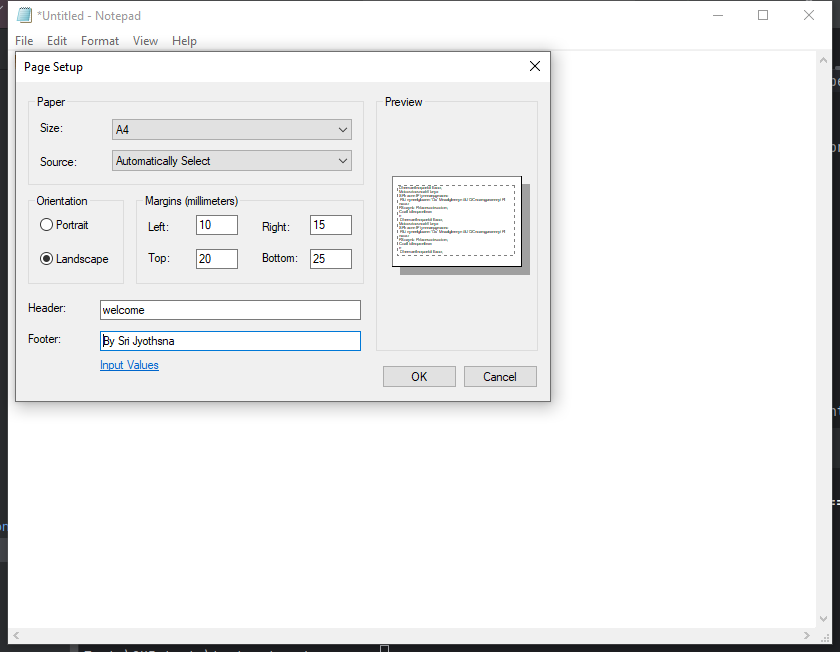 *Untitled - Notepad
File Edit Format View Help
Page Setup
Paper
Size: A4
Source: Automatically Select
Orientation
Portrait
Landscape
Margins (millimeters)
Left: 10 Right: 15
Top: 20 Bottom: 25
Header: welcome
Footer: By Sri Jyothsna
Input Values
Preview
OK Cancel